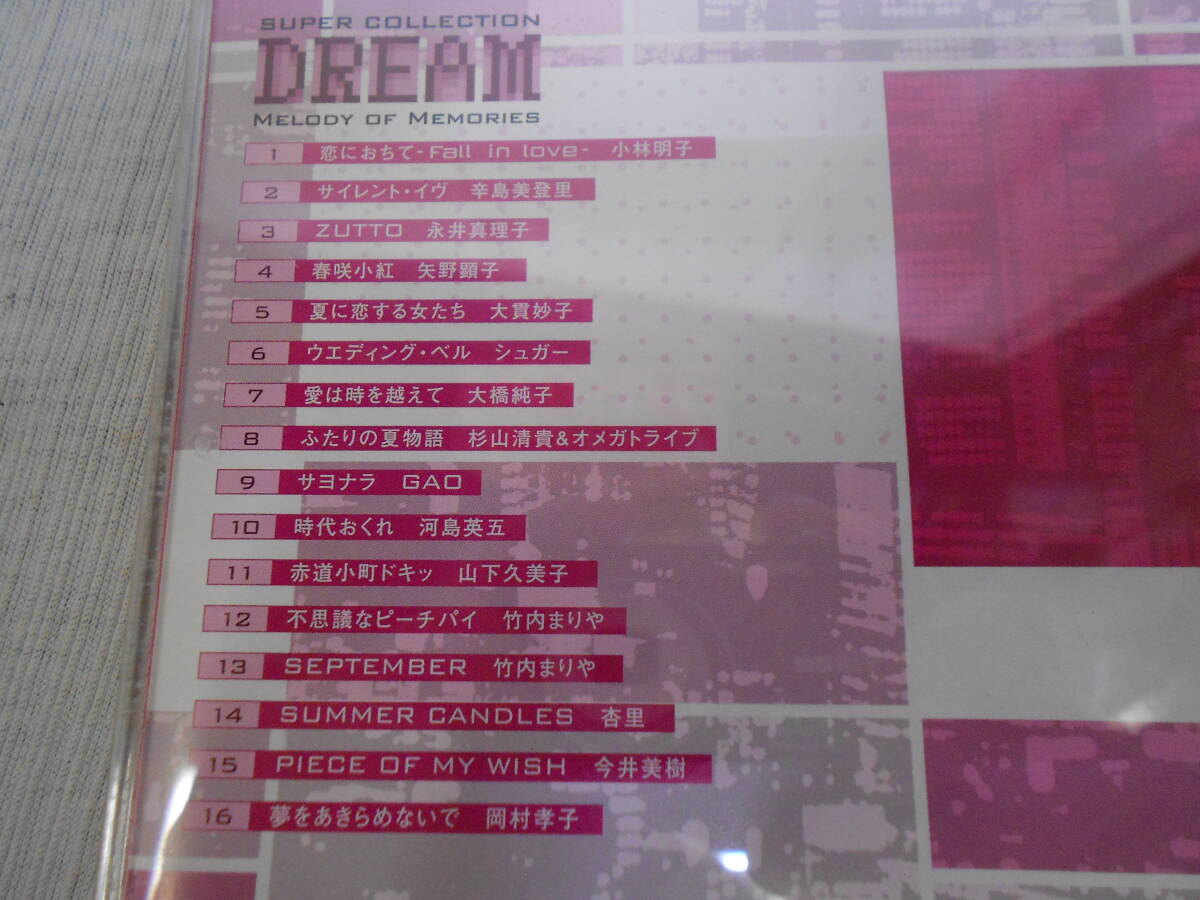 SUPER COLLECTION
DREAM
MELODY OF MEMORIES
1 恋におちて-Fall in love- 小林明子
2 サイレント・イヴ 辛島美登里
3 ZUTTO 永井真理子
4 春咲小紅 矢野顕子
5 夏に恋する女たち 大貫妙子
6 ウエディング・ベル シュガー
7 愛は時を越えて 大橋純子
8 ふたりの夏物語 杉山清貴&オメガトライブ
9 サヨナラ GAO
10 時代おくれ 河島英五
11 赤道小町ドキッ 山下久美子
12 不思議なピーチパイ 竹内まりや
13 SEPTEMBER 竹内まりや
14 SUMMER CANDLES 杏里
15 PIECE OF MY WISH 今井美樹
16 夢をあきらめないで 岡村孝子